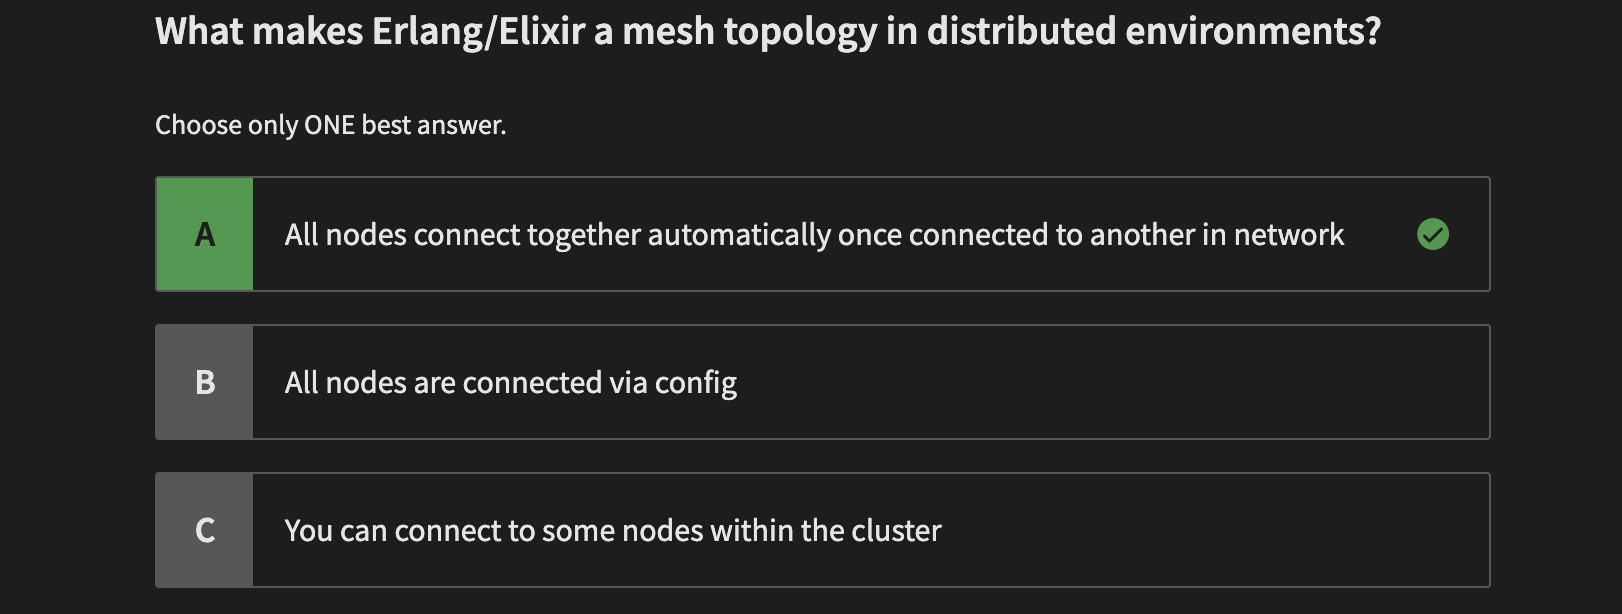 What makes Erlang/Elixir a mesh topology in distributed environments?
Choose only ONE best answer.
A All nodes connect together automatically once connected to another in network
B All nodes are connected via config
C You can connect to some nodes within the cluster